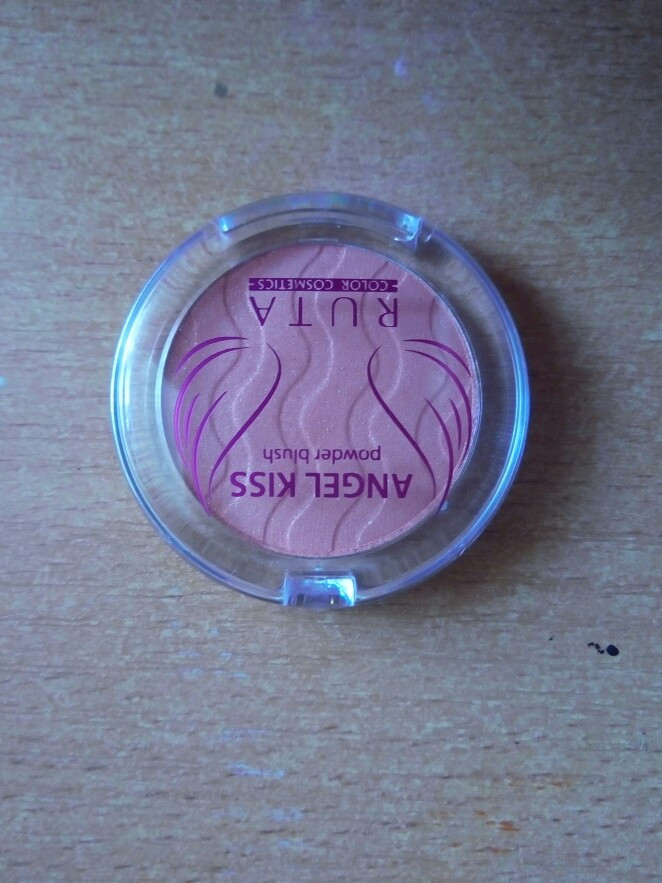 ANGEL KISS
powder blush
RUTA
COLOR COSMETICS